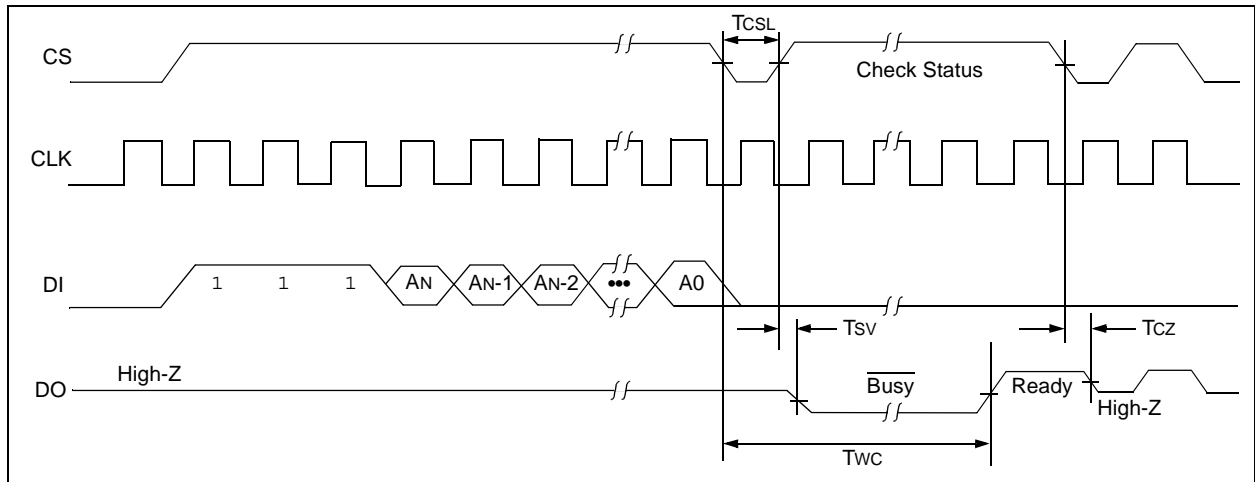 TCSL
CS
Check Status
CLK
DI
1 1 1 AN AN-1 AN-2 ••• A0
TSV
TCZ
High-Z
DO
Busy
Ready
High-Z
TWC